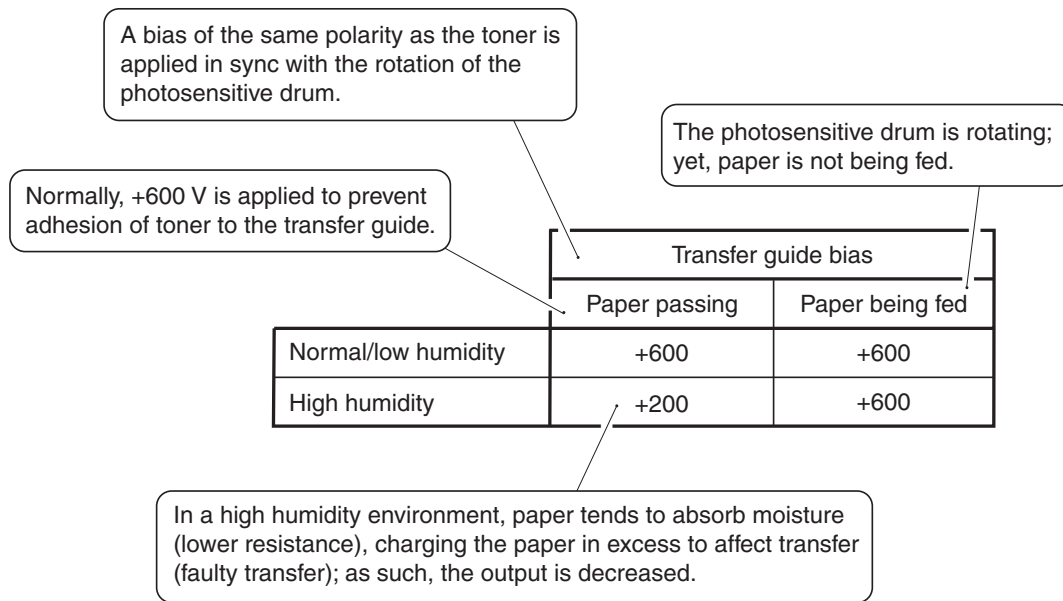 A bias of the same polarity as the toner is
applied in sync with the rotation of the
photosensitive drum.
The photosensitive drum is rotating;
yet, paper is not being fed.
Normally, +600 V is applied to prevent
adhesion of toner to the transfer guide.
Transfer guide bias
Paper passing Paper being fed
Normal/low humidity +600 +600
High humidity +200 +600
In a high humidity environment, paper tends to absorb moisture
(lower resistance), charging the paper in excess to affect transfer
(faulty transfer); as such, the output is decreased.